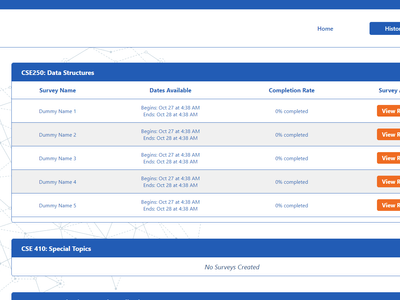 Home Histo
CSE250: Data Structures
Survey Name Dates Available Completion Rate Survey
Dummy Name 1 Begins: Oct 27 at 4:38 AM 0% completed View R
Ends: Oct 28 at 4:38 AM
Dummy Name 2 Begins: Oct 27 at 4:38 AM 0% completed View R
Ends: Oct 28 at 4:38 AM
Dummy Name 3 Begins: Oct 27 at 4:38 AM 0% completed View R
Ends: Oct 28 at 4:38 AM
Dummy Name 4 Begins: Oct 27 at 4:38 AM 0% completed View R
Ends: Oct 28 at 4:38 AM
Dummy Name 5 Begins: Oct 27 at 4:38 AM 0% completed View R
Ends: Oct 28 at 4:38 AM
CSE 410: Special Topics
No Surveys Created